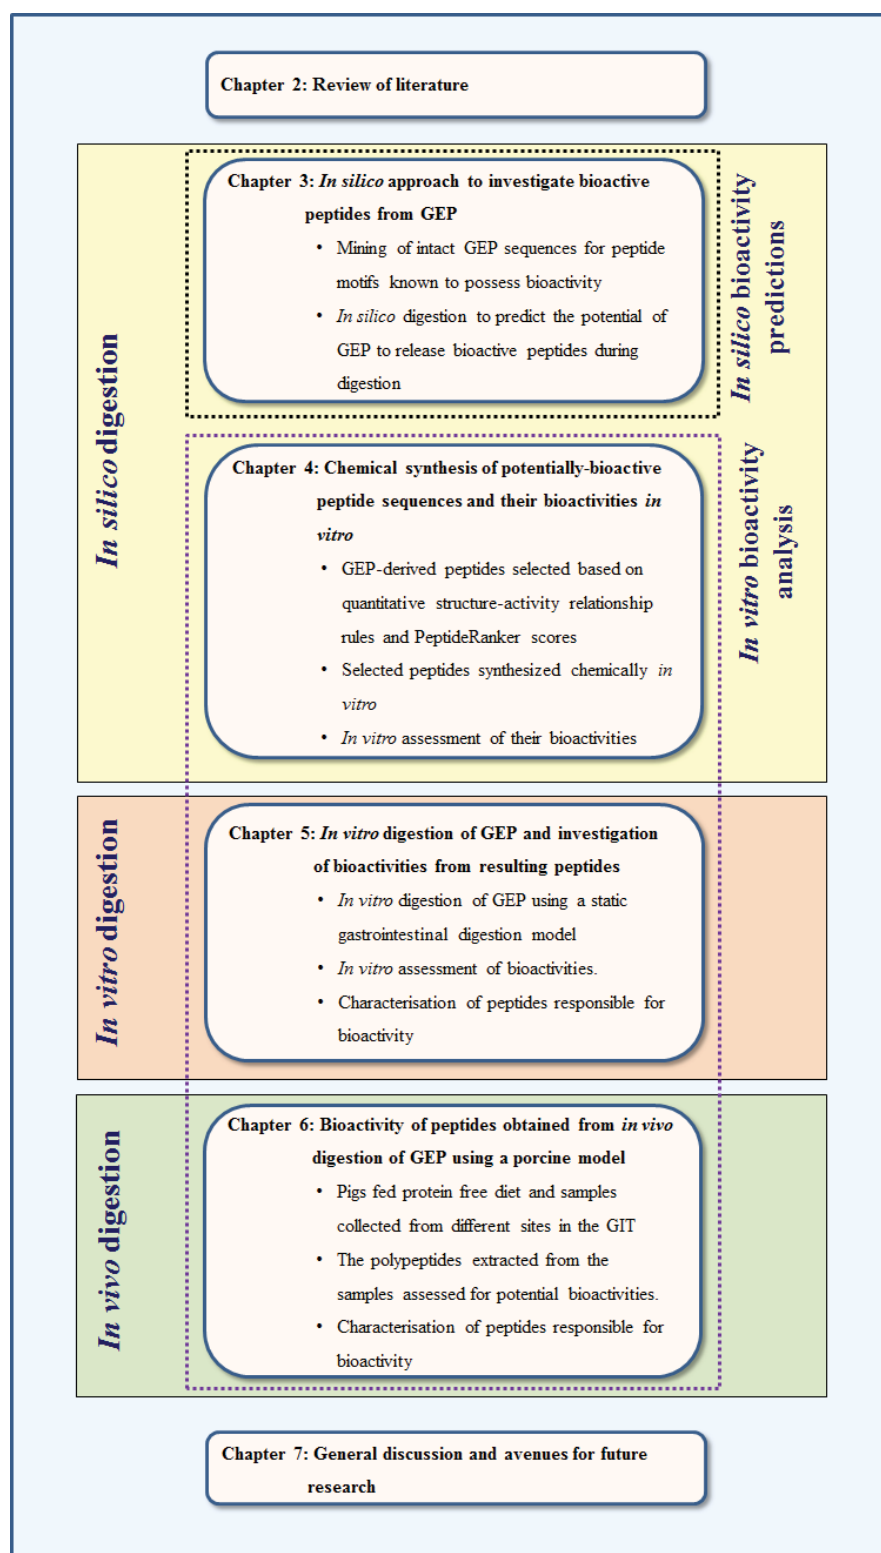 Chapter 2: Review of literature
In silico digestion
Chapter 3: In silico approach to investigate bioactive
peptides from GEP
• Mining of intact GEP sequences for peptide
motifs known to possess bioactivity
• In silico digestion to predict the potential of
GEP to release bioactive peptides during
digestion
In silico bioactivity
predictions
Chapter 4: Chemical synthesis of potentially-bioactive
peptide sequences and their bioactivities in
vitro
• GEP-derived peptides selected based on
quantitative structure-activity relationship
rules and PeptideRanker scores
• Selected peptides synthesized chemically in
vitro
• In vitro assessment of their bioactivities
In vitro bioactivity
analysis
In vitro digestion
Chapter 5: In vitro digestion of GEP and investigation
of bioactivities from resulting peptides
• In vitro digestion of GEP using a static
gastrointestinal digestion model
• In vitro assessment of bioactivities.
• Characterisation of peptides responsible for
bioactivity
In vivo digestion
Chapter 6: Bioactivity of peptides obtained from in vivo
digestion of GEP using a porcine model
• Pigs fed protein free diet and samples
collected from different sites in the GIT
• The polypeptides extracted from the
samples assessed for potential bioactivities.
• Characterisation of peptides responsible for
bioactivity
Chapter 7: General discussion and avenues for future
research